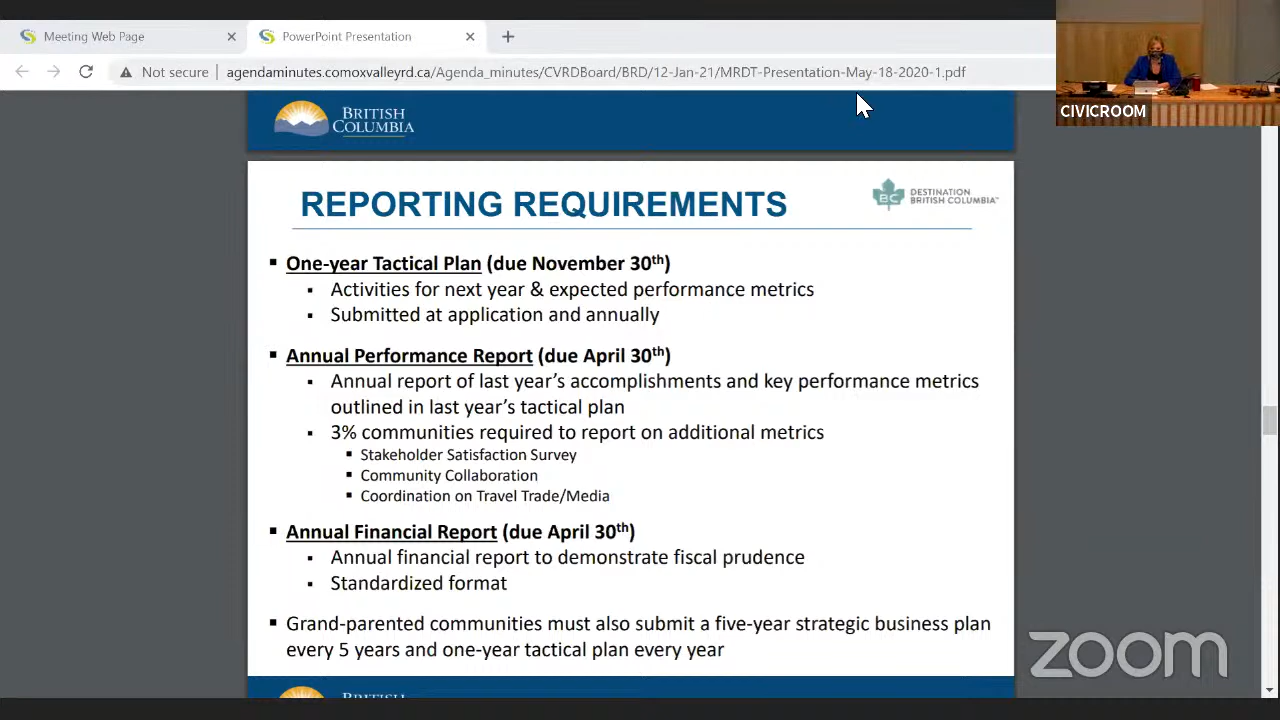 Meeting Web Page
PowerPoint Presentation
Not secure
agendaminutes.comoxvalleyrd.ca/Agenda_minutes/CVRDBoard/BRD/12-Jan-21/MRDT-Presentation-May-18-2020-1.pdf
CIVICROOM
BRITISH
COLUMBIA
REPORTING REQUIREMENTS
BC
DESTINATION
BRITISH COLUMBIA™
▪ One-year Tactical Plan (due November 30th)
▪ Activities for next year & expected performance metrics
▪ Submitted at application and annually
▪ Annual Performance Report (due April 30th)
▪ Annual report of last year's accomplishments and key performance metrics
outlined in last year's tactical plan
▪ 3% communities required to report on additional metrics
▪ Stakeholder Satisfaction Survey
▪ Community Collaboration
▪ Coordination on Travel Trade/Media
▪ Annual Financial Report (due April 30th)
▪ Annual financial report to demonstrate fiscal prudence
▪ Standardized format
▪ Grand-parented communities must also submit a five-year strategic business plan
every 5 years and one-year tactical plan every year
zoom
BRITISH